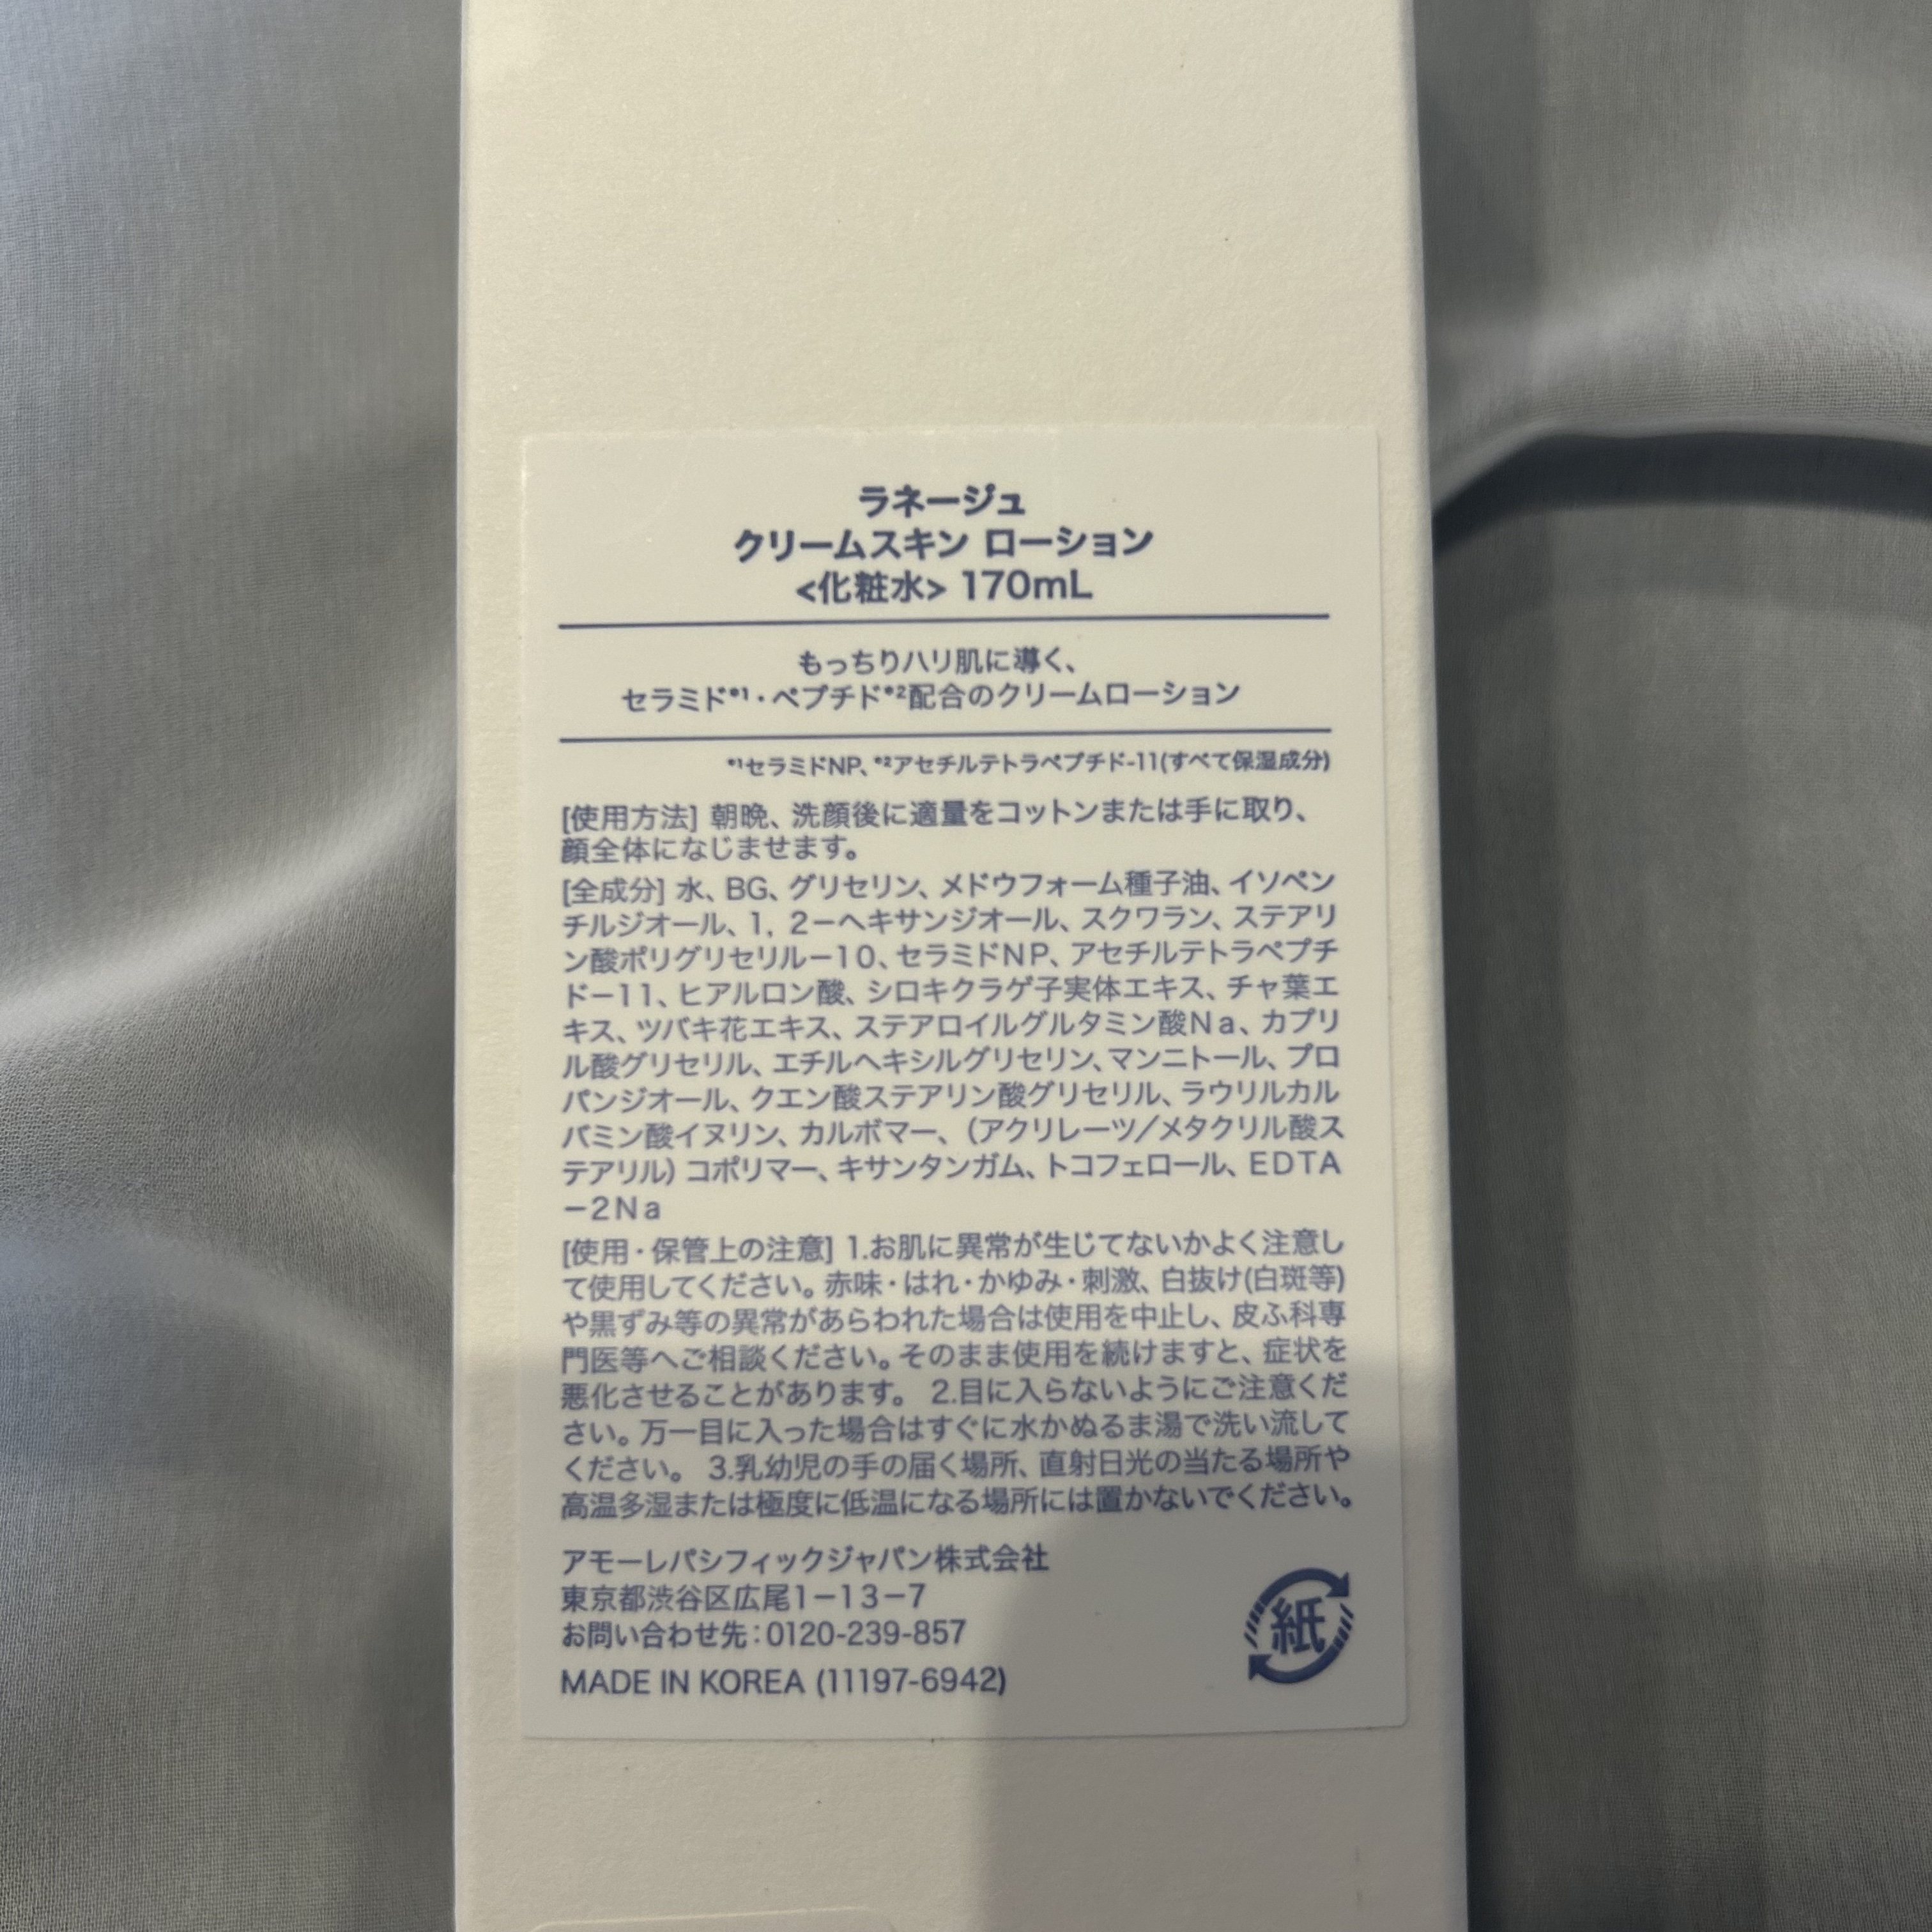 ラネージュ
クリームスキン ローション
<化粧水> 170mL
もっちりハリ肌に導く、
セラミド*1・ペプチド*2配合のクリームローション
*1セラミドNP、*2アセチルテトラペプチド-11(すべて保湿成分)
[使用方法] 朝晩、洗顔後に適量をコットンまたは手に取り、
顔全体になじませます。
[全成分] 水、BG、グリセリン、メドウフォーム種子油、イソペン
チルジオール、1, 2－ヘキサンジオール、スクワラン、ステアリ
ン酸ポリグリセリル－10、セラミドNP、アセチルテトラペプチ
ド－11、ヒアルロン酸、シロキクラゲ子実体エキス、チャ葉エ
キス、ツバキ花エキス、ステアロイルグルタミン酸Na、カプリ
ル酸グリセリル、エチルヘキシルグリセリン、マンニトール、プロ
パンジオール、クエン酸ステアリン酸グリセリル、ラウリルカル
バミン酸イヌリン、カルボマー、（アクリレーツ／メタクリル酸ス
テアリル）コポリマー、キサンタンガム、トコフェロール、EDTA
－2Na
[使用・保管上の注意] 1.お肌に異常が生じてないかよく注意し
て使用してください。赤味・はれ・かゆみ・刺激、白抜け(白斑等)
や黒ずみ等の異常があらわれた場合は使用を中止し、皮ふ科専
門医等へご相談ください。そのまま使用を続けますと、症状を
悪化させることがあります。 2.目に入らないようにご注意くだ
さい。万一目に入った場合はすぐに水かぬるま湯で洗い流して
ください。 3.乳幼児の手の届く場所、直射日光の当たる場所や
高温多湿または極度に低温になる場所には置かないでください。
アモーレパシフィックジャパン株式会社
東京都渋谷区広尾1－13－7
お問い合わせ先：0120-239-857
MADE IN KOREA (11197-6942)
紙